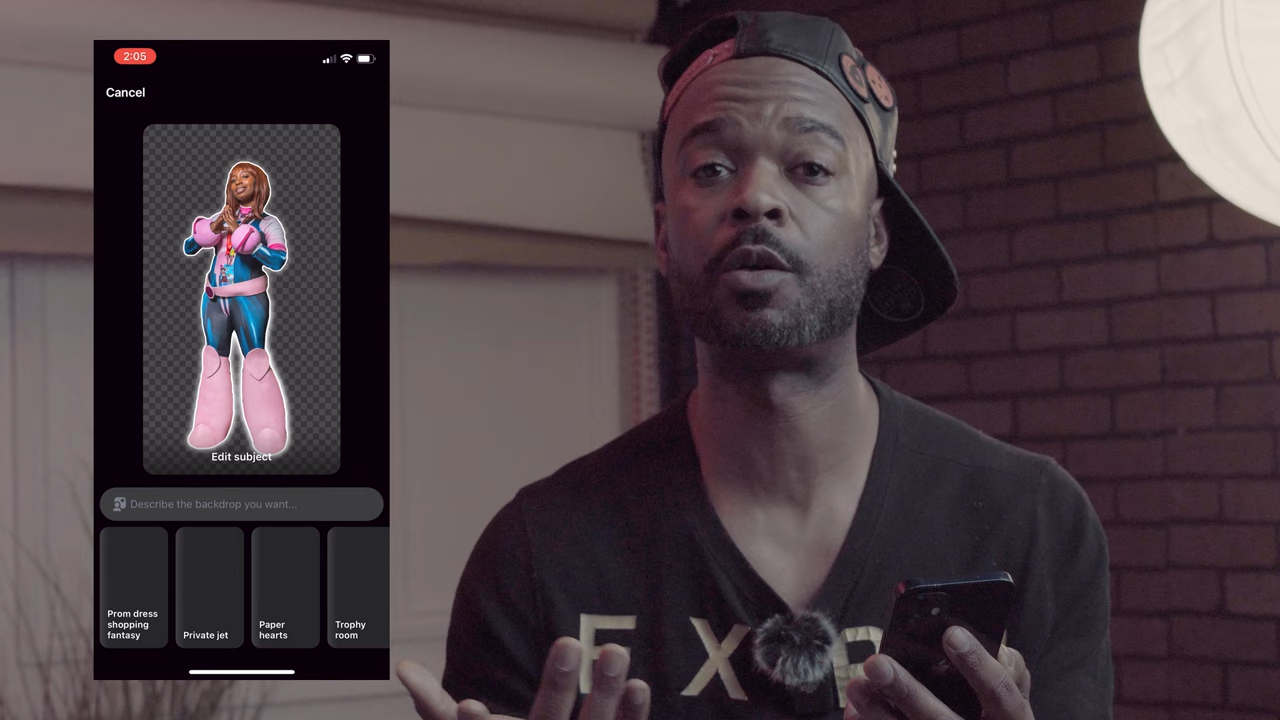 2:05
Cancel
Edit subject
Describe the backdrop you want...
Prom dress
shopping
fantasy
Private jet
Paper
hearts
Trophy
room
F X